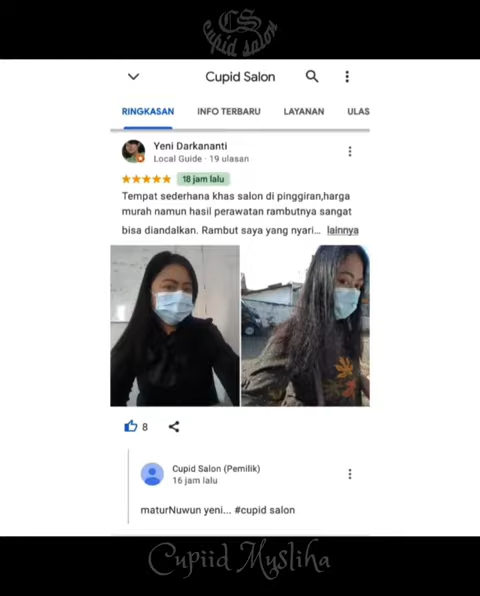 CS
cupid salon
Cupid Salon
RINGKASAN INFO TERBARU LAYANAN ULAS
Yeni Darkananti
Local Guide · 19 ulasan
18 jam lalu
Tempat sederhana khas salon di pinggiran,harga
murah namun hasil perawatan rambutnya sangat
bisa diandalkan. Rambut saya yang nyari... lainnya
8
Cupid Salon (Pemilik)
16 jam lalu
maturNuwun yeni... #cupid salon
Cupiid Mysliha